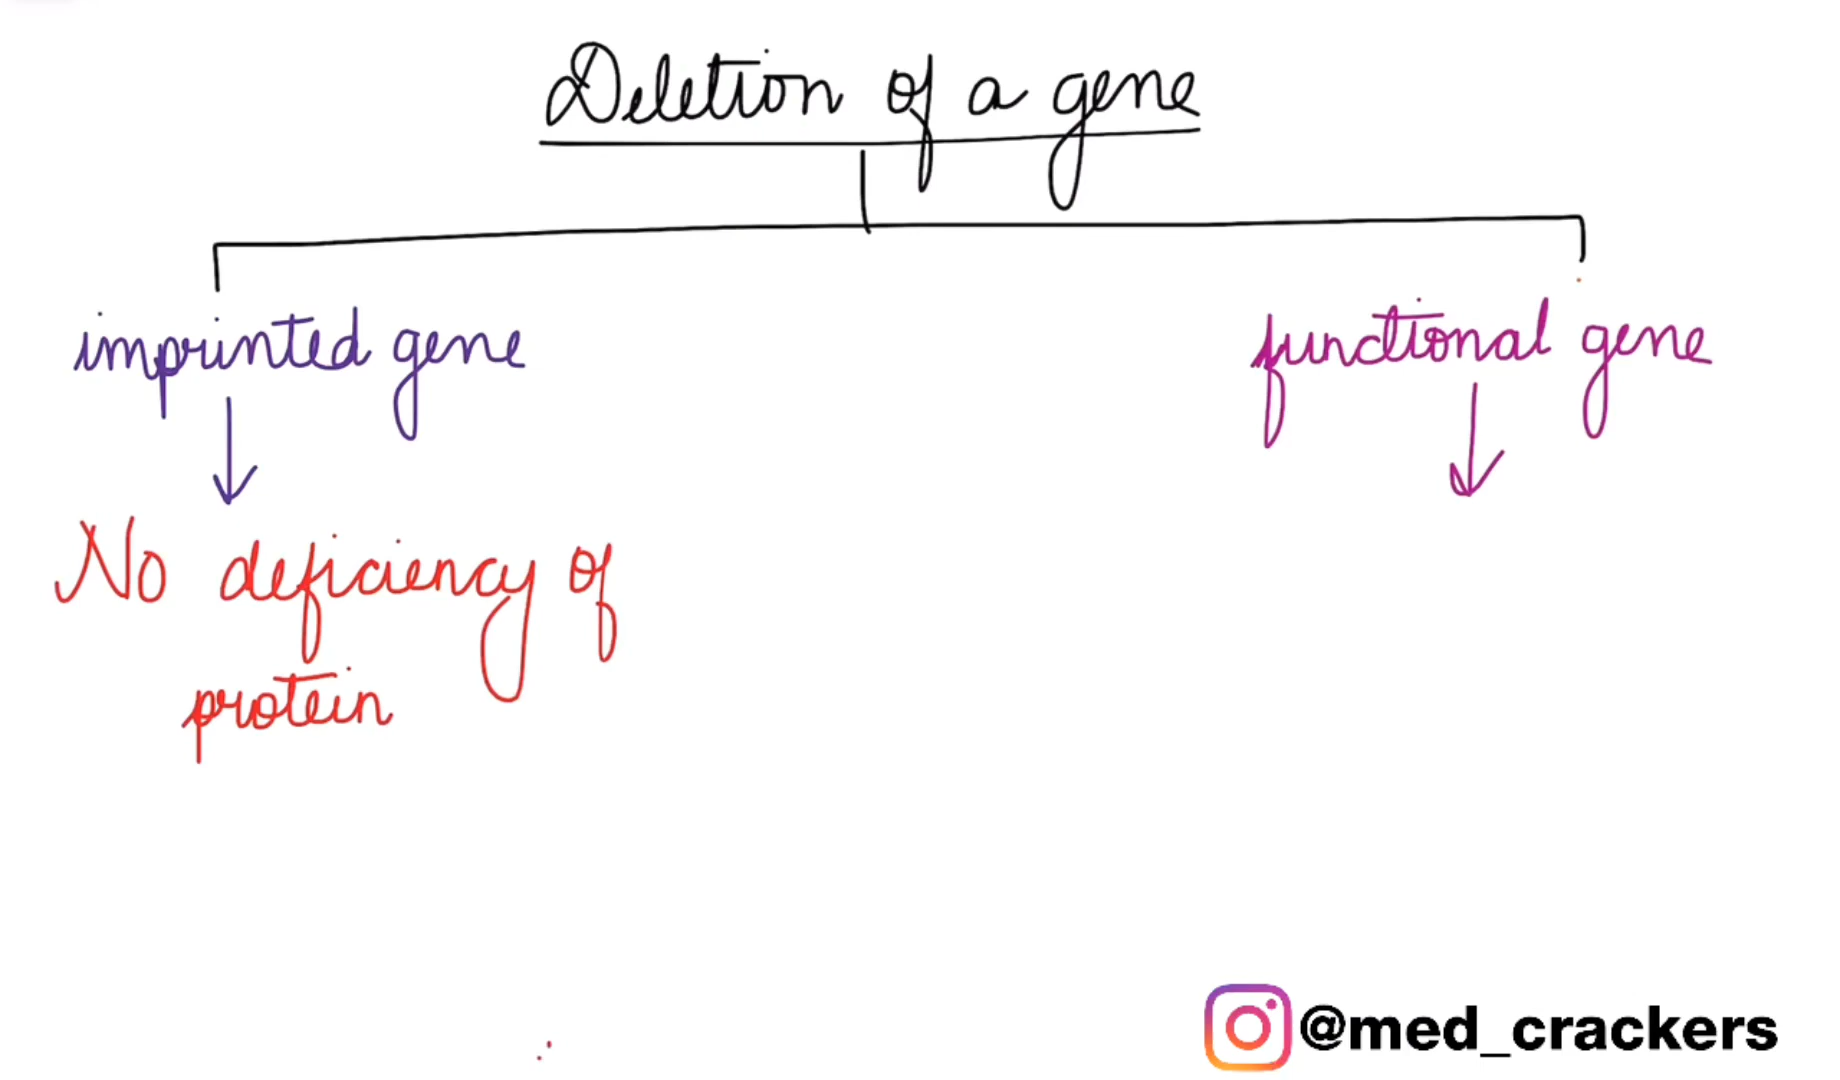 Deletion of a gene
imprinted gene
functional gene
No deficiency of
protein
@med_crackers